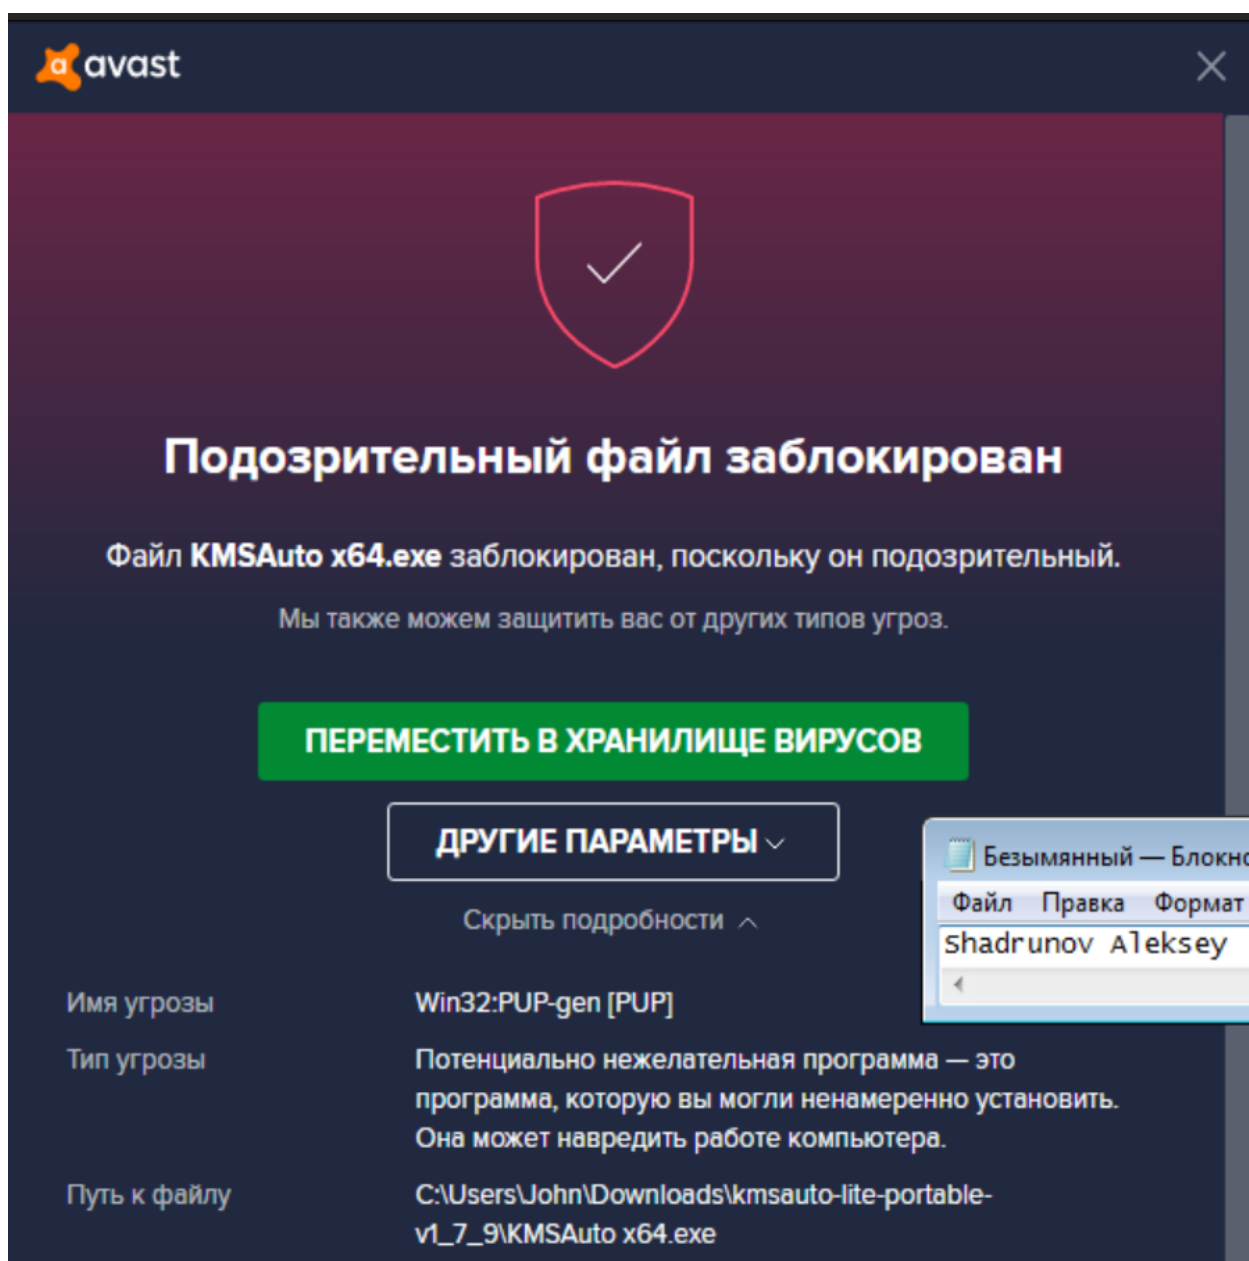 avast
Подозрительный файл заблокирован
Файл KMSAuto x64.exe заблокирован, поскольку он подозрительный.
Мы также можем защитить вас от других типов угроз.
ПЕРЕМЕСТИТЬ В ХРАНИЛИЩЕ ВИРУСОВ
ДРУГИЕ ПАРАМЕТРЫ
Скрыть подробности
Безымянный — Блокно
Файл Правка Формат
Shadrunov Aleksey
Имя угрозы Win32:PUP-gen [PUP]
Тип угрозы Потенциально нежелательная программа — это
программа, которую вы могли ненамеренно установить.
Она может навредить работе компьютера.
Путь к файлу C:\Users\John\Downloads\kmsauto-lite-portable-
v1_7_9\KMSAuto x64.exe